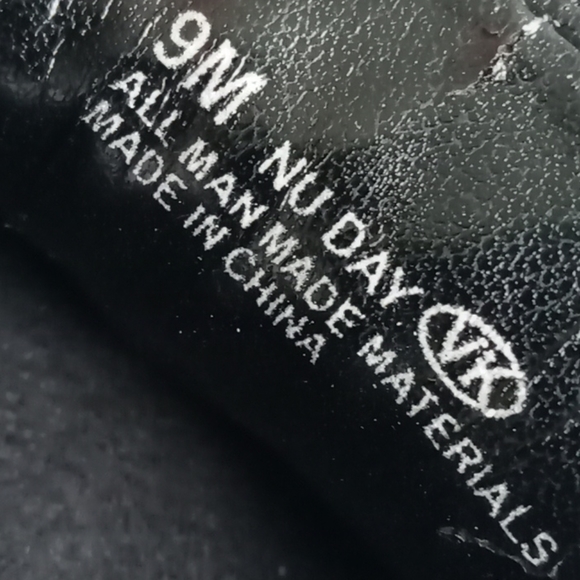 9M NU DAY VK
ALL MAN MADE MATERIALS
MADE IN CHINA